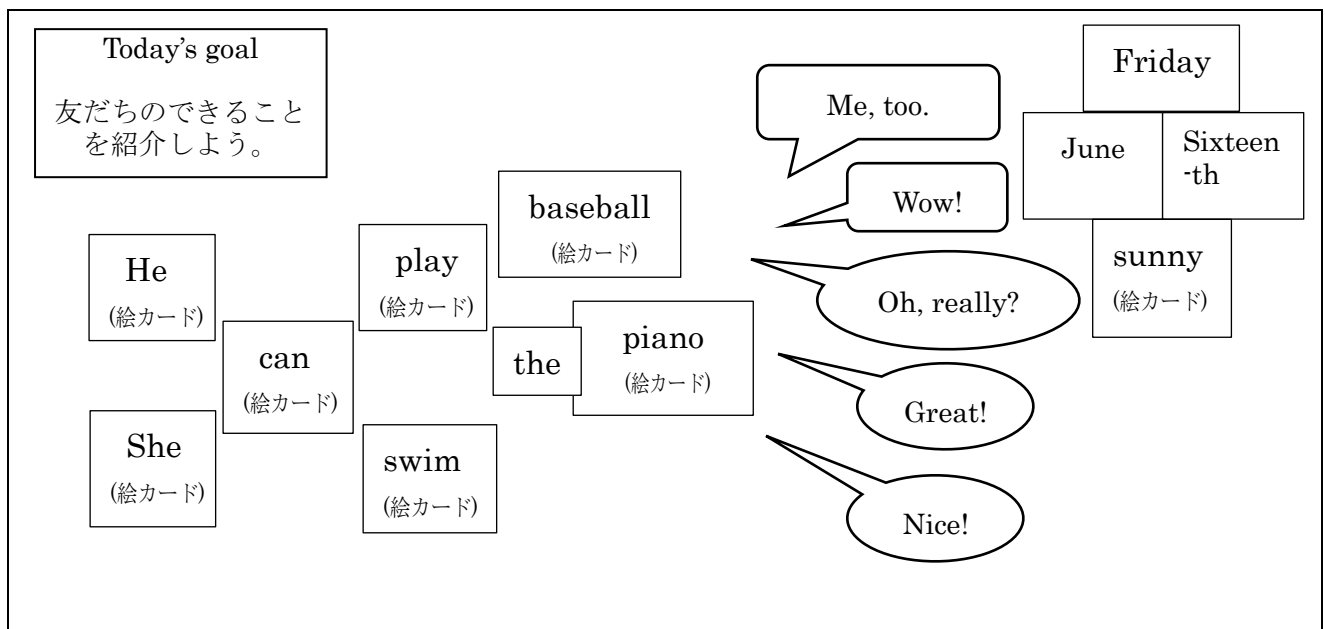 Today's goal
友だちのできること
を紹介しよう。
He
(絵カード)
She
(絵カード)
can
(絵カード)
play
(絵カード)
swim
(絵カード)
baseball
(絵カード)
the
piano
(絵カード)
Me, too.
Wow!
Oh, really?
Great!
Nice!
Friday
June
Sixteen
-th
sunny
(絵カード)